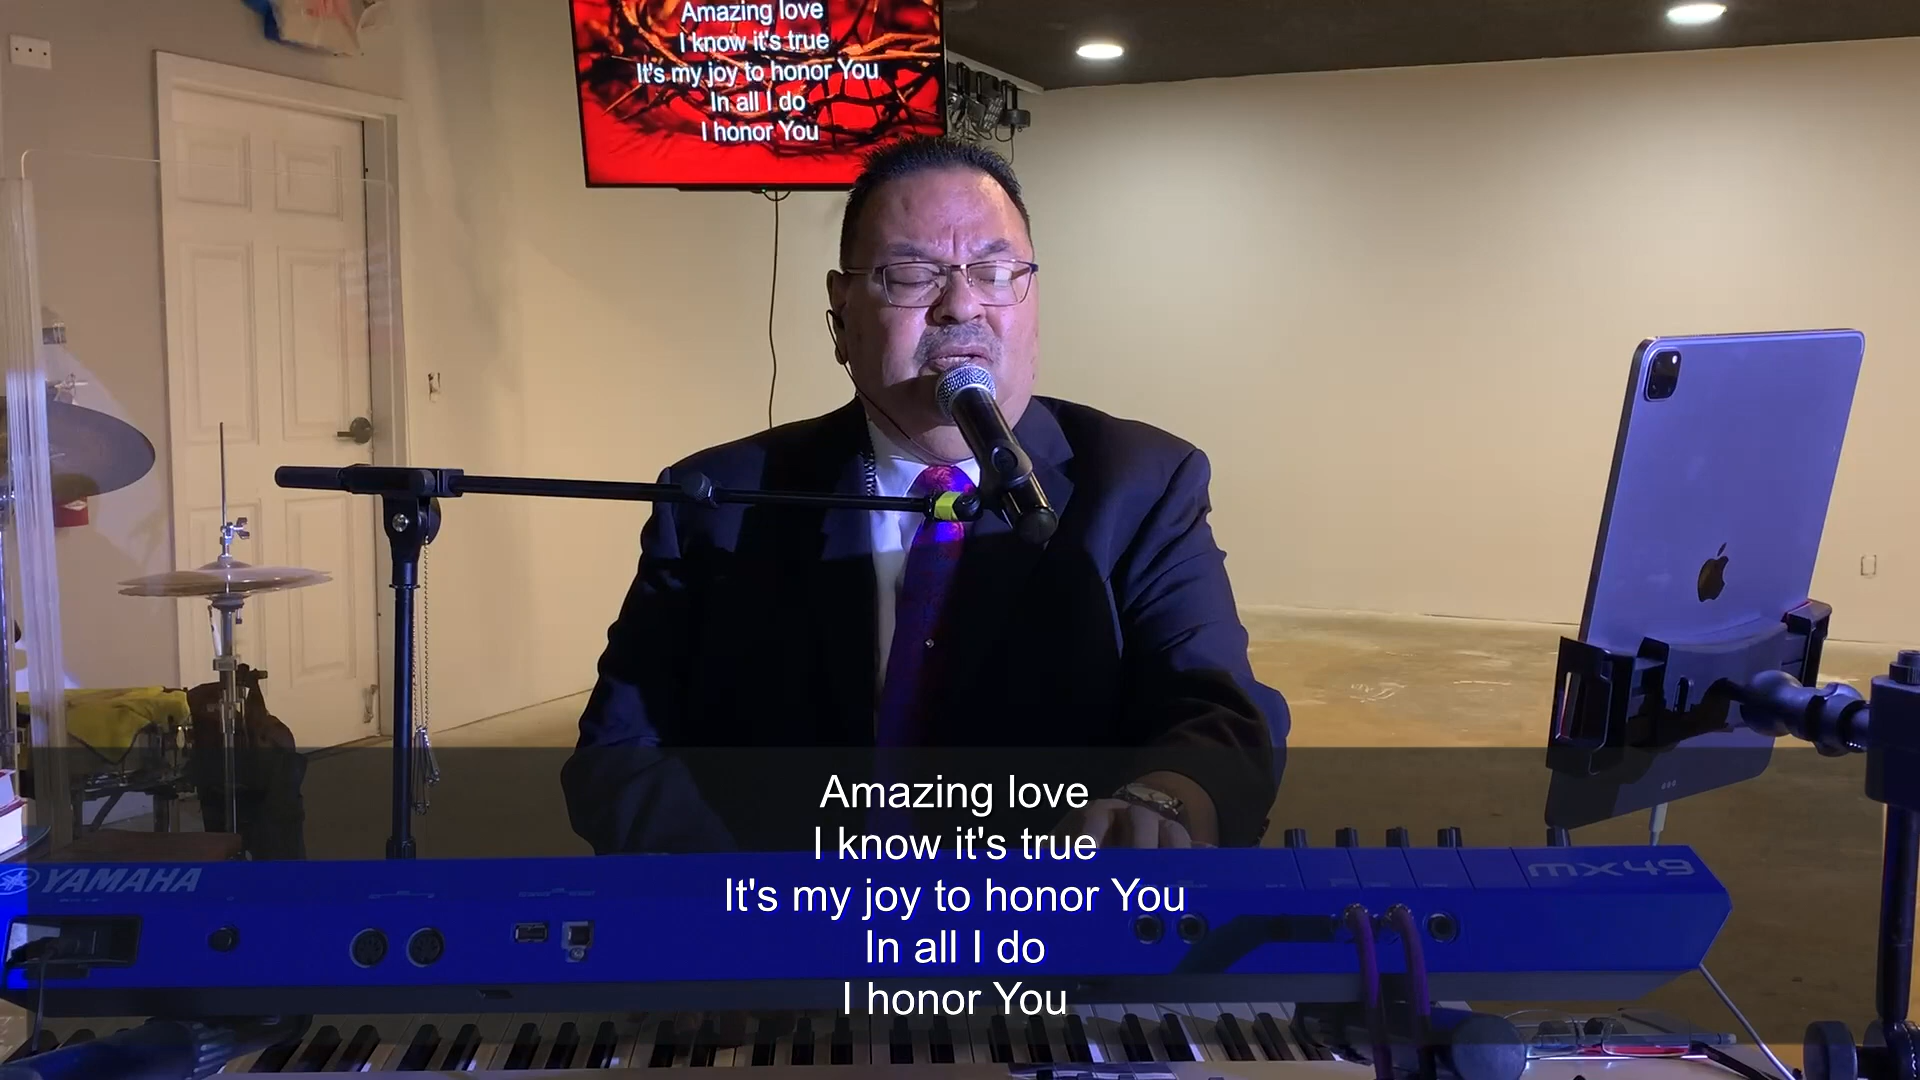 Amazing love
I know it's true
It's my joy to honor You
In all I do
I honor You
Amazing love
I know it's true
It's my joy to honor You
In all I do
I honor You
YAMAHA
MX49